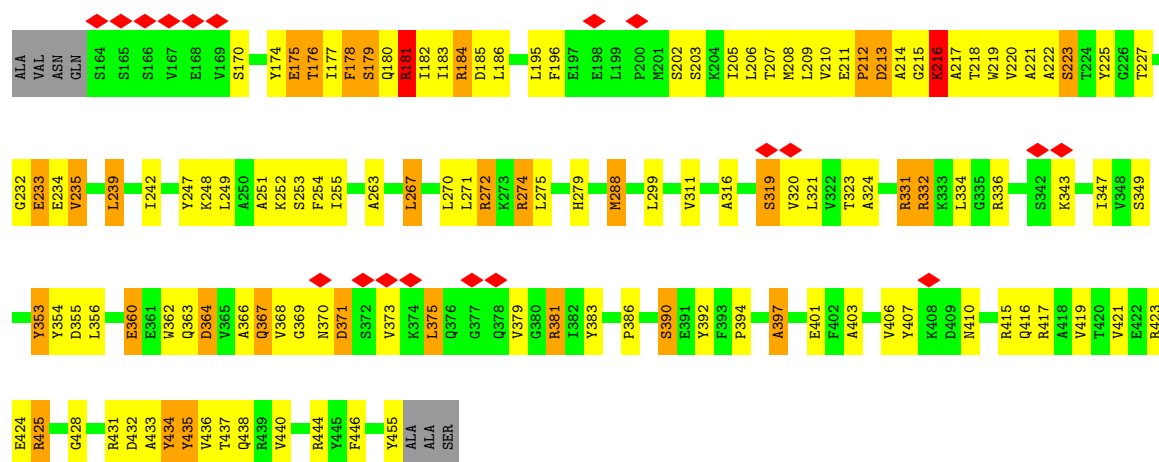 ALA VAL ASN GLN S164 S165 S166 V167 E168 V169 S170 Y174 E175 T176 I177 F178 S179 Q180 R181 I182 I183 R184 D185 L186 L195 F196 E197 E198 L199 P200 M201 S202 S203 K204 I205 L206 T207 M208 L209 V210 E211 P212 D213 A214 G215 K216 A217 T218 W219 V220 A221 A222 S223 T224 Y225 G226 T227
G232 E233 E234 V235 L239 I242 Y247 K248 L249 A250 A251 K252 S253 F254 I255 A263 L267 L270 L271 R272 K273 R274 L275 H279 M288 L299 V311 A316 S319 V320 L321 V322 T323 A324 R331 R332 K333 L334 G335 R336 S342 K343 I347 V348 S349
Y353 Y354 D355 L356 E360 E361 W362 Q363 D364 V365 A366 Q367 V368 G369 N370 D371 S372 V373 K374 L375 Q376 G377 Q378 V379 G380 R381 I382 Y383 P386 S390 E391 Y392 F393 P394 A397 E401 F402 A403 V406 Y407 K408 D409 N410 R415 Q416 R417 A418 V419 T420 V421 E422 R423
E424 R425 G428 R431 D432 A433 Y434 Y435 V436 T437 Q438 R439 V440 R444 Y445 F446 Y455 ALA ALA SER